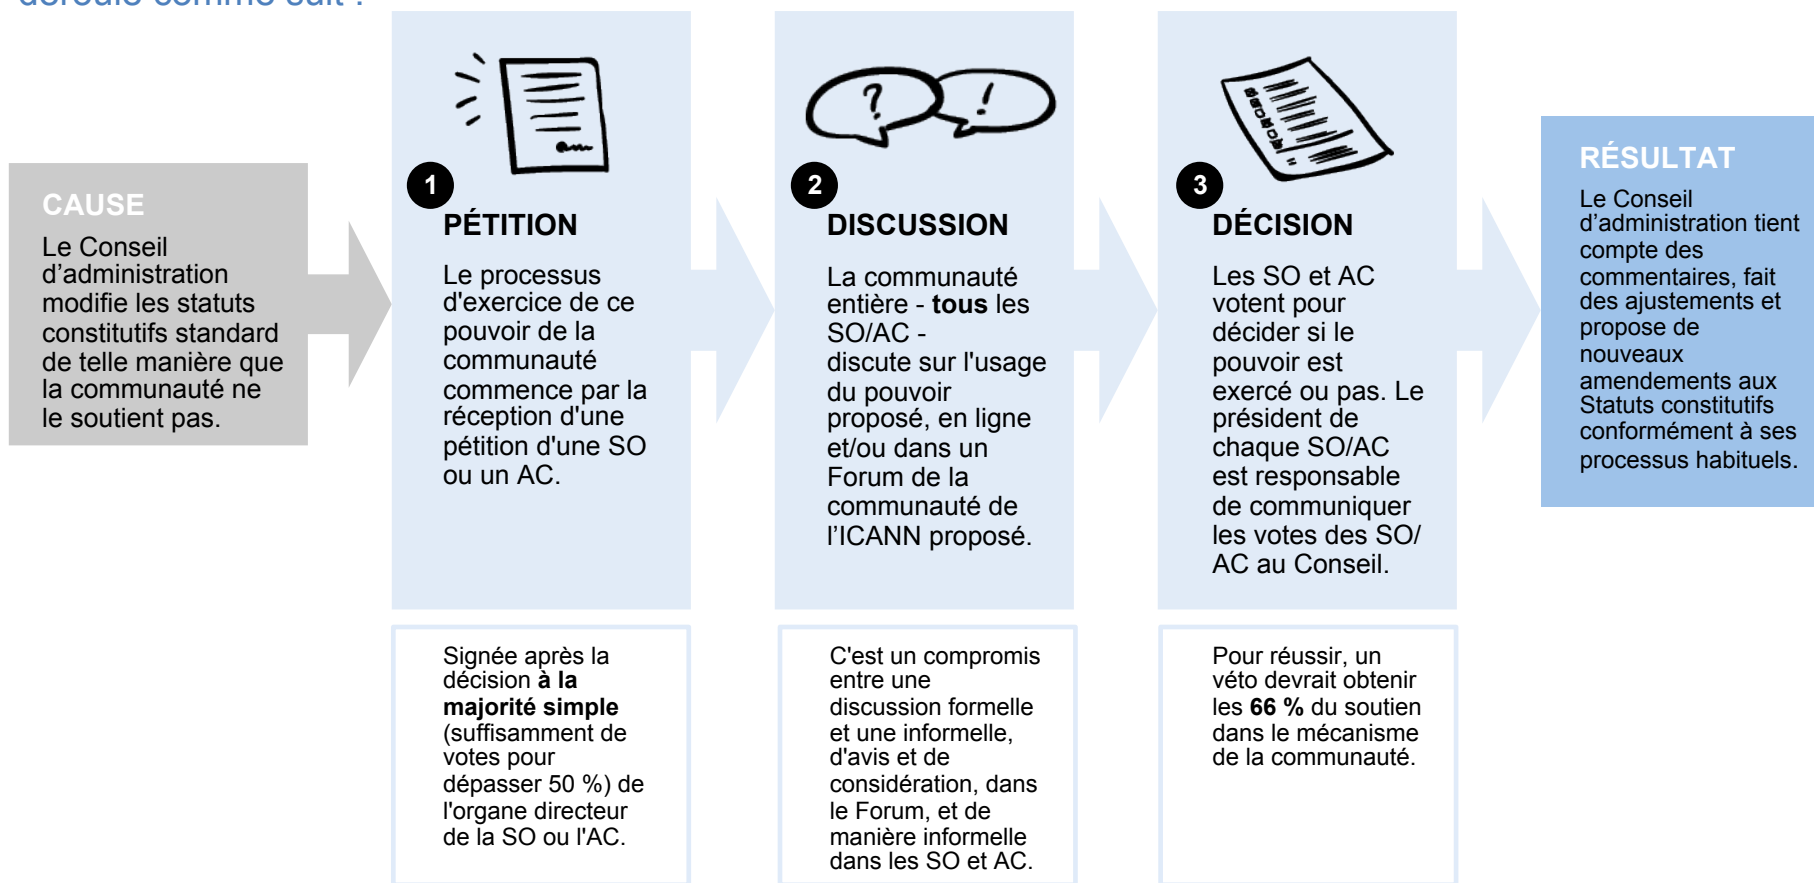 déroule comme suit :
CAUSE
Le Conseil
d’administration
modifie les statuts
constitutifs standard
de telle manière que
la communauté ne
le soutient pas.
1
PÉTITION
Le processus
d'exercice de ce
pouvoir de la
communauté
commence par la
réception d'une
pétition d'une SO
ou un AC.
Signée après la
décision à la
majorité simple
(suffisamment de
votes pour
dépasser 50 %) de
l'organe directeur
de la SO ou l'AC.
?
!
2
DISCUSSION
La communauté
entière - tous les
SO/AC -
discute sur l'usage
du pouvoir
proposé, en ligne
et/ou dans un
Forum de la
communauté de
l’ICANN proposé.
C'est un compromis
entre une
discussion formelle
et une informelle,
d'avis et de
considération, dans
le Forum, et de
manière informelle
dans les SO et AC.
3
DÉCISION
Les SO et AC
votent pour
décider si le
pouvoir est
exercé ou pas. Le
président de
chaque SO/AC
est responsable
de communiquer
les votes des SO/
AC au Conseil.
Pour réussir, un
véto devrait obtenir
les 66 % du soutien
dans le mécanisme
de la communauté.
RÉSULTAT
Le Conseil
d’administration tient
compte des
commentaires, fait
des ajustements et
propose de
nouveaux
amendements aux
Statuts constitutifs
conformément à ses
processus habituels.